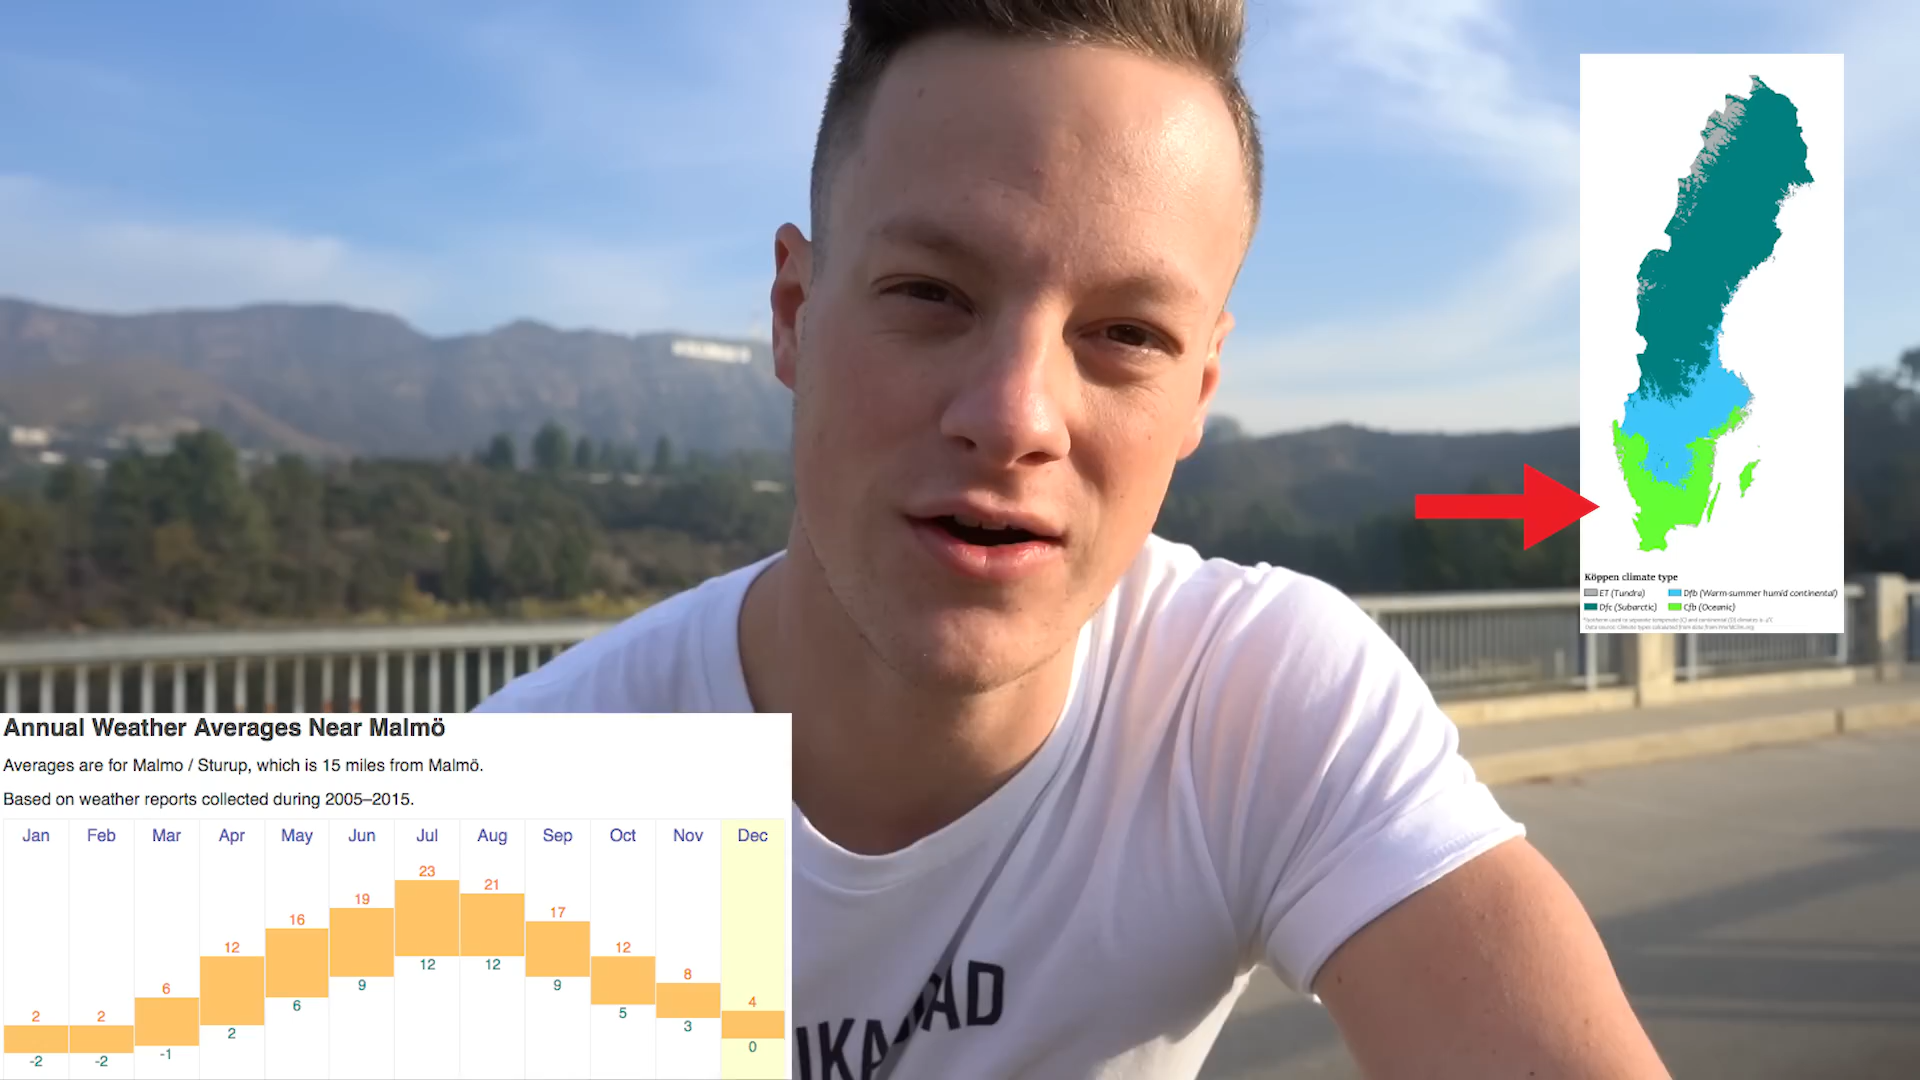 Köppen climate type
ET (Tundra) Dfb (Warm-summer humid continental)
Dfc (Subarctic) Cfb (Oceanic)
Annual Weather Averages Near Malmö
Averages are for Malmo / Sturup, which is 15 miles from Malmö.
Based on weather reports collected during 2005–2015.
Jan Feb Mar Apr May Jun Jul Aug Sep Oct Nov Dec
2 2 6 12 16 19 23 21 17 12 8 4
-2 -2 -1 2 6 9 12 12 9 5 3 0